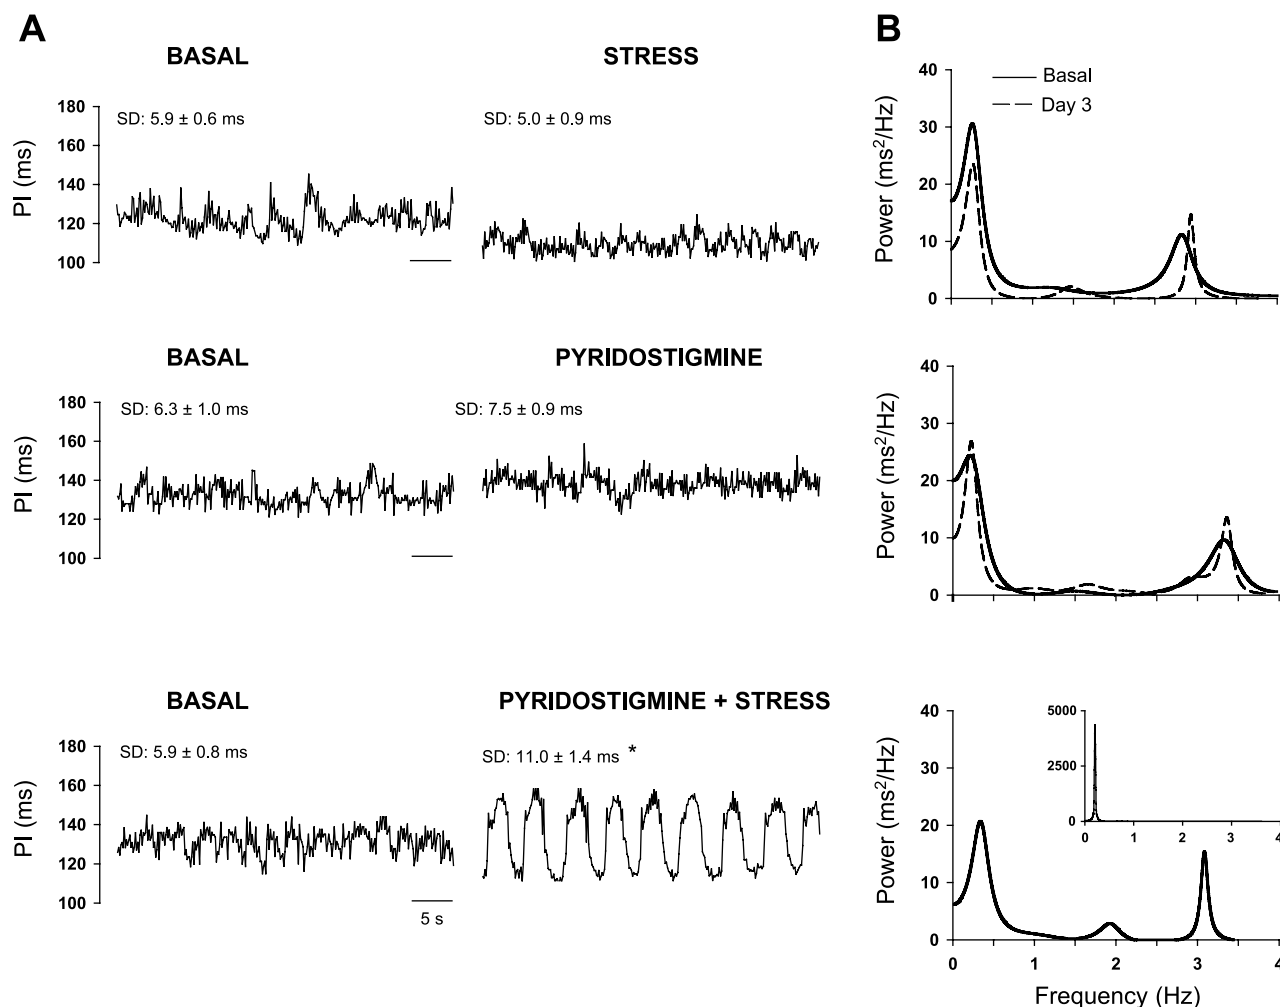 A
B
BASAL
STRESS
SD: 5.9 ± 0.6 ms
SD: 5.0 ± 0.9 ms
PI (ms)
180
160
140
120
100
Basal
Day 3
Power (ms²/Hz)
40
30
20
10
0
BASAL
PYRIDOSTIGMINE
SD: 6.3 ± 1.0 ms
SD: 7.5 ± 0.9 ms
PI (ms)
180
160
140
120
100
Power (ms²/Hz)
40
30
20
10
0
BASAL
PYRIDOSTIGMINE + STRESS
SD: 5.9 ± 0.8 ms
SD: 11.0 ± 1.4 ms *
PI (ms)
180
160
140
120
100
5 s
Power (ms²/Hz)
40
30
20
10
0
5000
2500
0
0 1 2 3 4
0 1 2 3 4
Frequency (Hz)